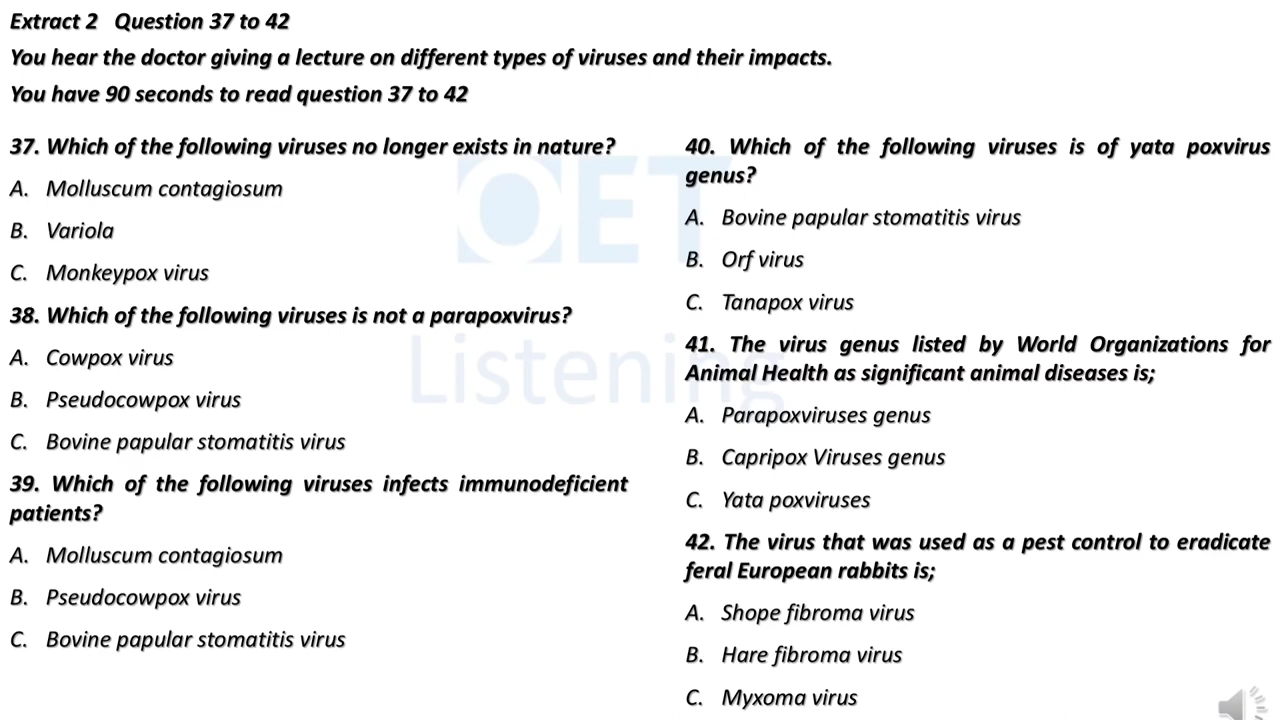 Extract 2   Question 37 to 42
You hear the doctor giving a lecture on different types of viruses and their impacts.
You have 90 seconds to read question 37 to 42
37. Which of the following viruses no longer exists in nature?
A. Molluscum contagiosum
B. Variola
C. Monkeypox virus
38. Which of the following viruses is not a parapoxvirus?
A. Cowpox virus
B. Pseudocowpox virus
C. Bovine papular stomatitis virus
39. Which of the following viruses infects immunodeficient
patients?
A. Molluscum contagiosum
B. Pseudocowpox virus
C. Bovine papular stomatitis virus
40. Which of the following viruses is of yata poxvirus
genus?
A. Bovine papular stomatitis virus
B. Orf virus
C. Tanapox virus
41. The virus genus listed by World Organizations for
Animal Health as significant animal diseases is;
A. Parapoxviruses genus
B. Capripox Viruses genus
C. Yata poxviruses
42. The virus that was used as a pest control to eradicate
feral European rabbits is;
A. Shope fibroma virus
B. Hare fibroma virus
C. Myxoma virus
OET
Listening